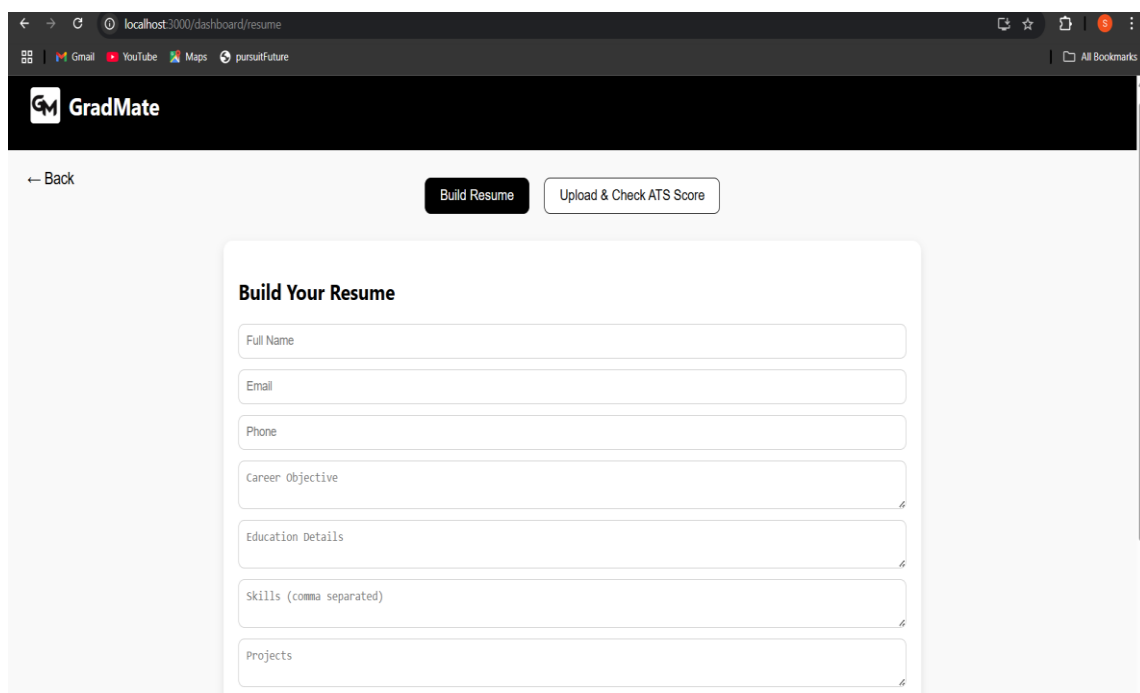 localhost:3000/dashboard/resume
S
Gmail YouTube Maps pursuitFuture All Bookmarks
GM GradMate
← Back
Build Resume Upload & Check ATS Score
Build Your Resume
Full Name
Email
Phone
Career Objective
Education Details
Skills (comma separated)
Projects